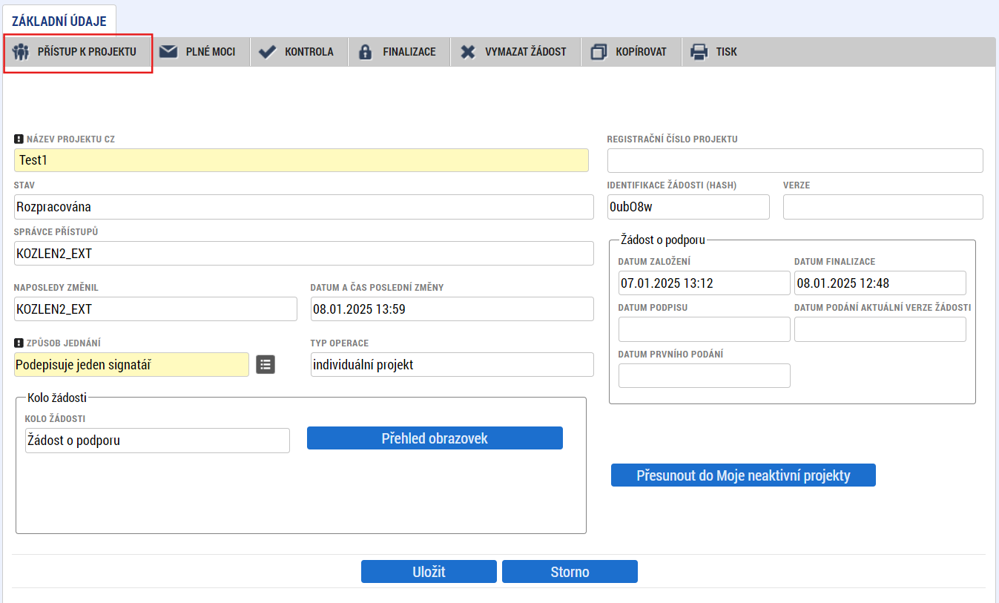 ZÁKLADNÍ ÚDAJE
PŘÍSTUP K PROJEKTU PLNÉ MOCI KONTROLA FINALIZACE VYMAZAT ŽÁDOST KOPÍROVAT TISK
NÁZEV PROJEKTU CZ
Test1
REGISTRAČNÍ ČÍSLO PROJEKTU
STAV
Rozpracována
IDENTIFIKACE ŽÁDOSTI (HASH)
0ubO8w
VERZE
SPRÁVCE PŘÍSTUPŮ
KOZLEN2_EXT
NAPOSLEDY ZMĚNIL
KOZLEN2_EXT
DATUM A ČAS POSLEDNÍ ZMĚNY
08.01.2025 13:59
ZPŮSOB JEDNÁNÍ
Podepisuje jeden signatář
TYP OPERACE
individuální projekt
Žádost o podporu
DATUM ZALOŽENÍ
07.01.2025 13:12
DATUM FINALIZACE
08.01.2025 12:48
DATUM PODPISU
DATUM PODÁNÍ AKTUÁLNÍ VERZE ŽÁDOSTI
DATUM PRVNÍHO PODÁNÍ
Kolo žádosti
KOLO ŽÁDOSTI
Žádost o podporu
Přehled obrazovek
Přesunout do Moje neaktivní projekty
Uložit
Storno